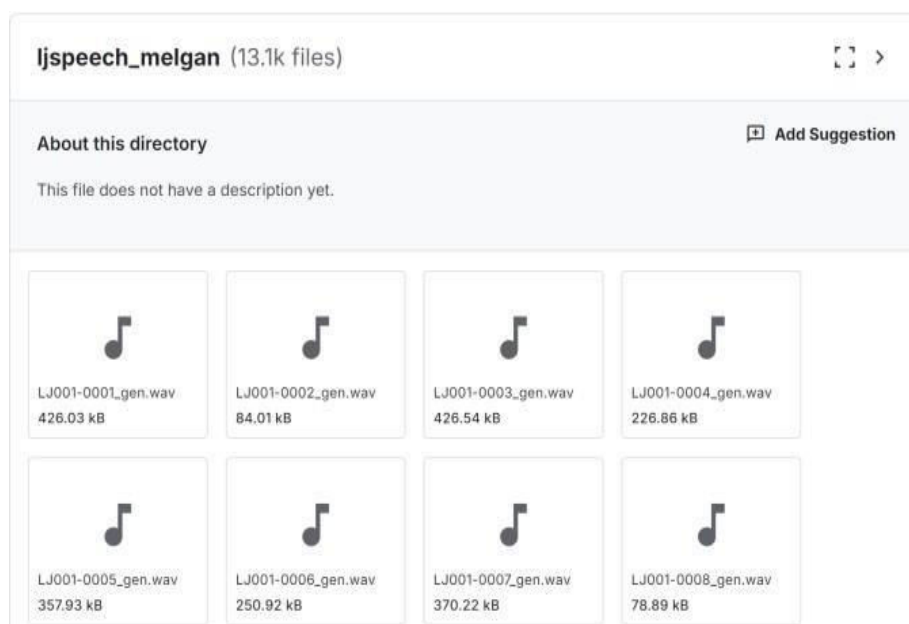 ljspeech_melgan (13.1k files)
About this directory
Add Suggestion
This file does not have a description yet.
LJ001-0001_gen.wav
426.03 kB
LJ001-0002_gen.wav
84.01 kB
LJ001-0003_gen.wav
426.54 kB
LJ001-0004_gen.wav
226.86 kB
LJ001-0005_gen.wav
357.93 kB
LJ001-0006_gen.wav
250.92 kB
LJ001-0007_gen.wav
370.22 kB
LJ001-0008_gen.wav
78.89 kB